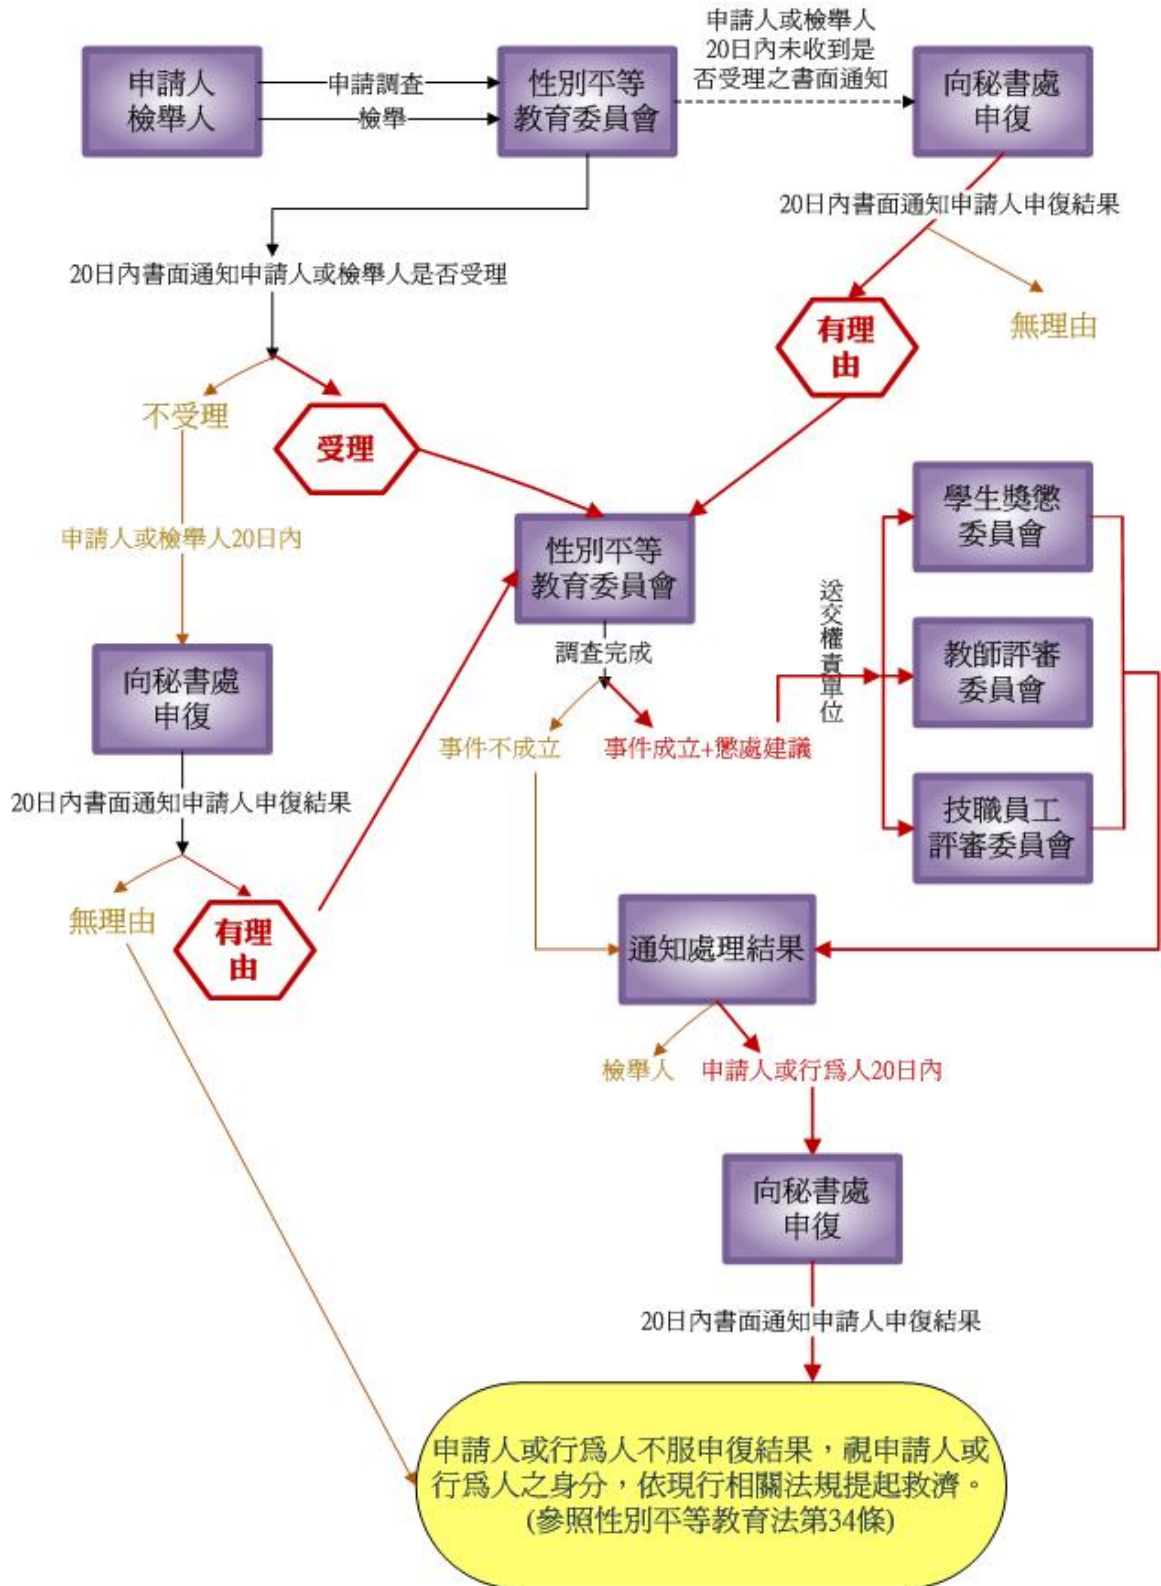 申請人
檢舉人
申請調查
檢舉
性別平等
教育委員會
申請人或檢舉人
20日內未收到是
否受理之書面通知
向秘書處
申復
20日內書面通知申請人申復結果
有理
由
無理由
20日內書面通知申請人或檢舉人是否受理
不受理
受理
申請人或檢舉人20日內
向秘書處
申復
20日內書面通知申請人申復結果
無理由
有理
由
性別平等
教育委員會
調查完成
事件不成立
事件成立+懲處建議
送交權責單位
學生獎懲
委員會
教師評審
委員會
技職員工
評審委員會
通知處理結果
檢舉人
申請人或行為人20日內
向秘書處
申復
20日內書面通知申請人申復結果
申請人或行為人不服申復結果，視申請人或
行為人之身分，依現行相關法規提起救濟。
(參照性別平等教育法第34條)